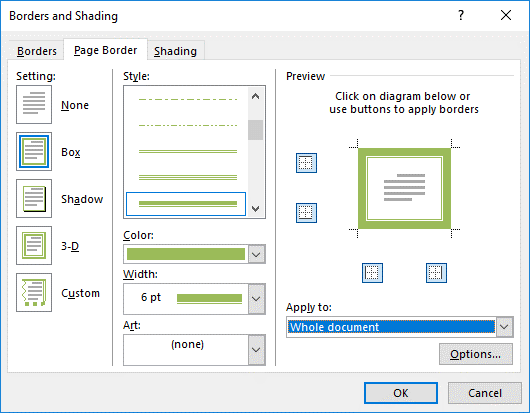 Borders and Shading
Borders
Page Border
Shading
Setting:
None
Box
Shadow
3-D
Custom
Style:
Color:
Width:
6 pt
Art:
(none)
Preview
Click on diagram below or
use buttons to apply borders
Apply to:
Whole document
Options...
OK
Cancel